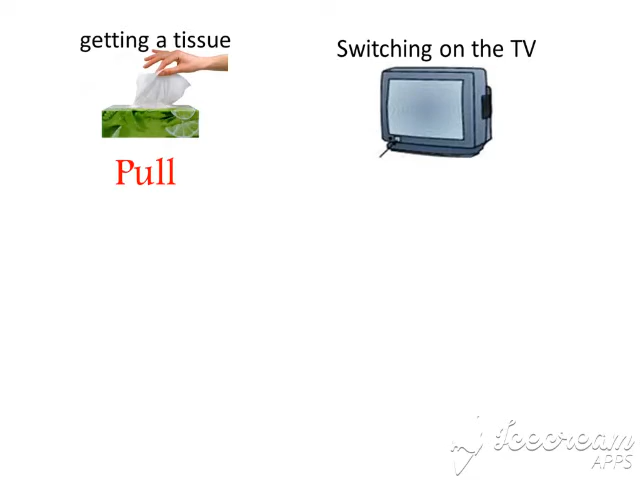 getting a tissue
Switching on the TV
Pull
Icecream
APPS